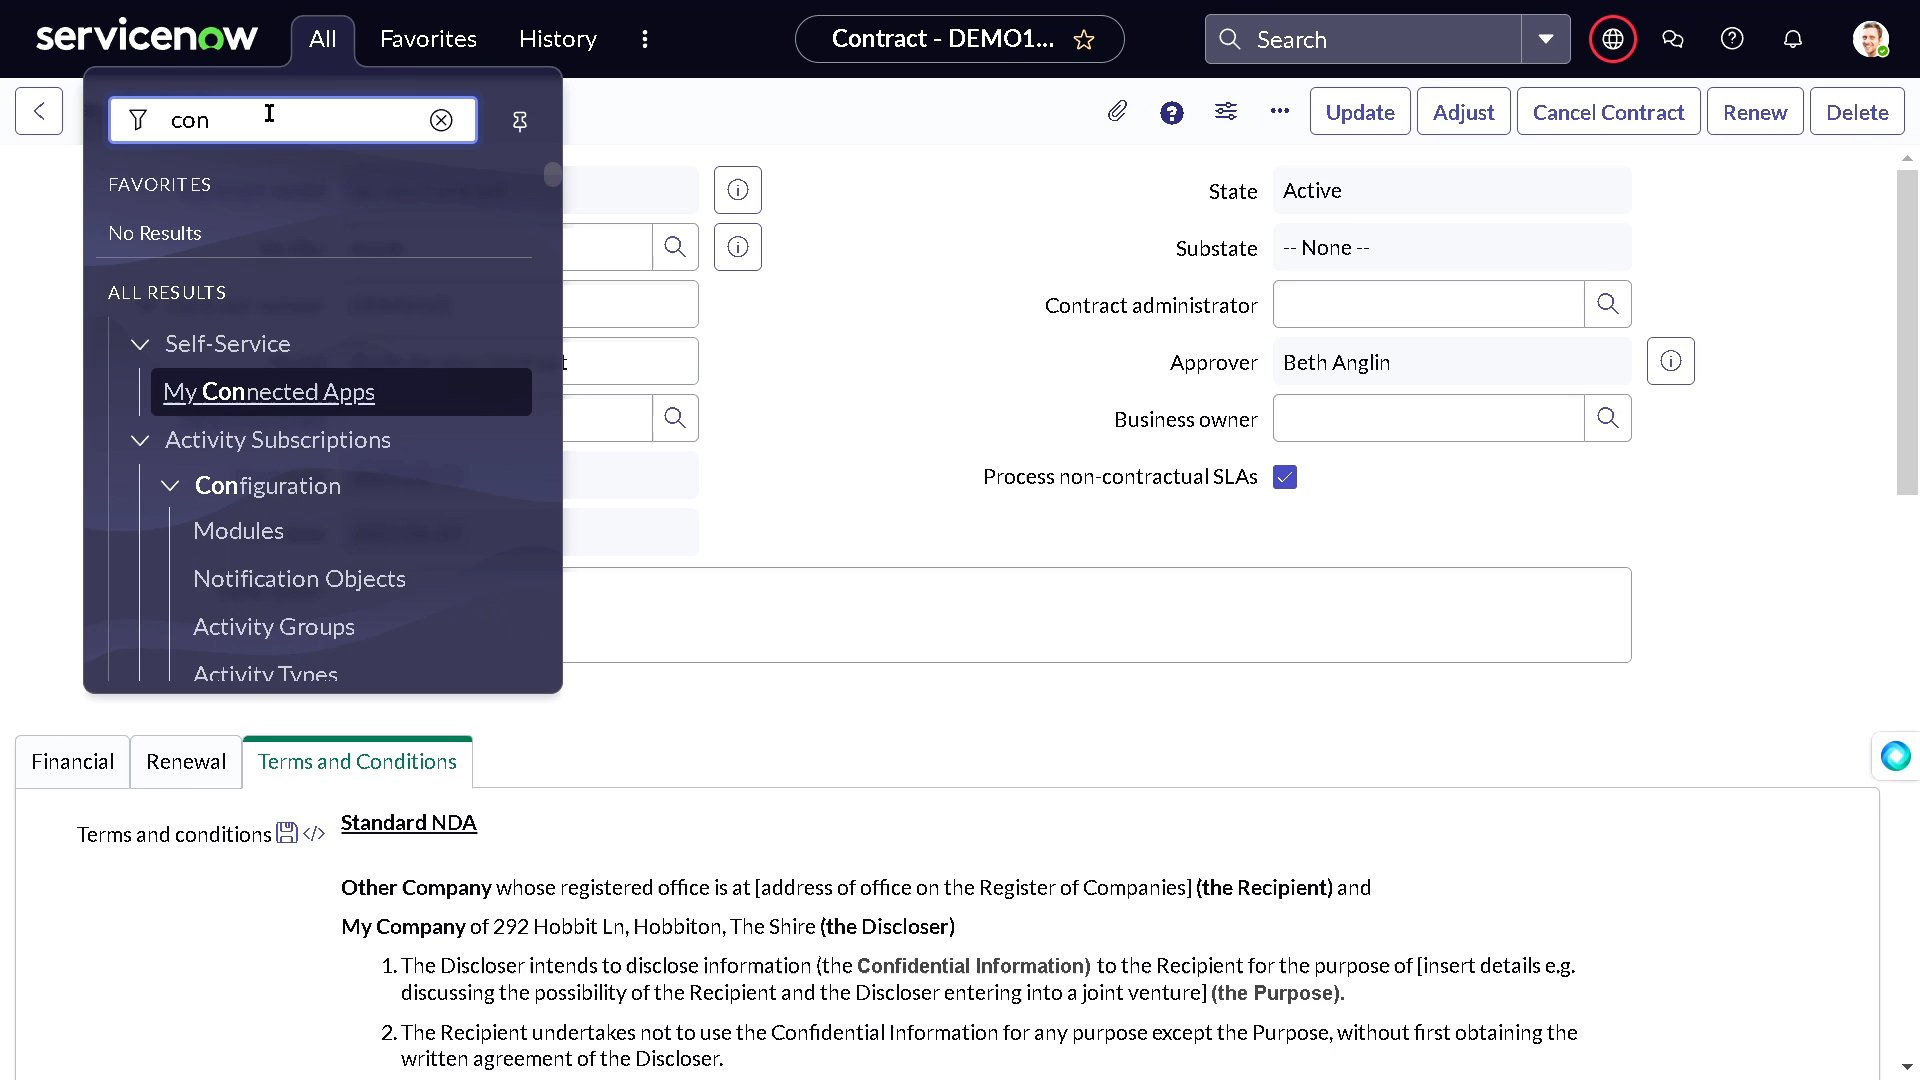 servicenow
All
Favorites
History
Contract - DEMO1...
Search
con
Update
Adjust
Cancel Contract
Renew
Delete
FAVORITES
No Results
ALL RESULTS
Self-Service
My Connected Apps
Activity Subscriptions
Configuration
Modules
Notification Objects
Activity Groups
Activity Types
State
Active
Substate
-- None --
Contract administrator
Approver
Beth Anglin
Business owner
Process non-contractual SLAs
Financial
Renewal
Terms and Conditions
Terms and conditions
Standard NDA
Other Company whose registered office is at [address of office on the Register of Companies] (the Recipient) and
My Company of 292 Hobbit Ln, Hobbiton, The Shire (the Discloser)
1. The Discloser intends to disclose information (the Confidential Information) to the Recipient for the purpose of [insert details e.g.
discussing the possibility of the Recipient and the Discloser entering into a joint venture] (the Purpose).
2. The Recipient undertakes not to use the Confidential Information for any purpose except the Purpose, without first obtaining the
written agreement of the Discloser.